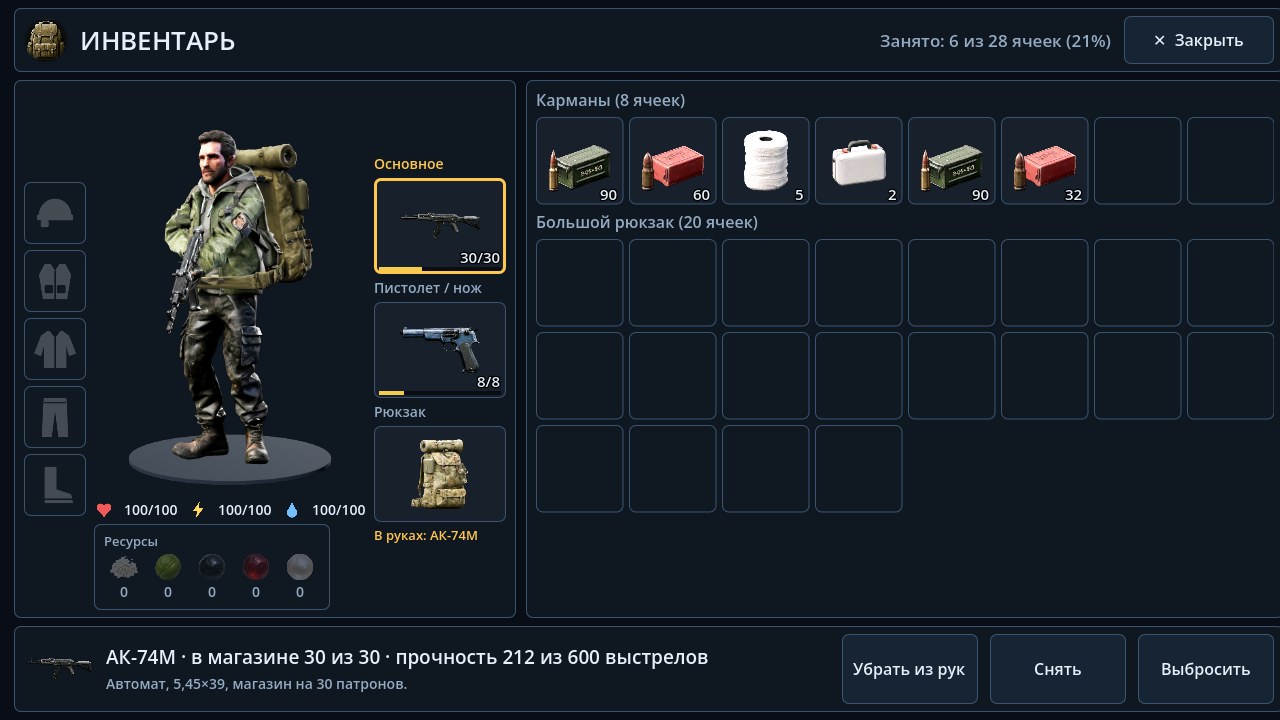 ИНВЕНТАРЬ
Занято: 6 из 28 ячеек (21%)
✕ Закрыть
Основное
30/30
Пистолет / нож
8/8
Рюкзак
В руках: АК-74М
100/100
100/100
100/100
Ресурсы
0 0 0 0 0
Карманы (8 ячеек)
90 60 5 2 90 32
Большой рюкзак (20 ячеек)
АК-74М · в магазине 30 из 30 · прочность 212 из 600 выстрелов
Автомат, 5,45×39, магазин на 30 патронов.
Убрать из рук
Снять
Выбросить